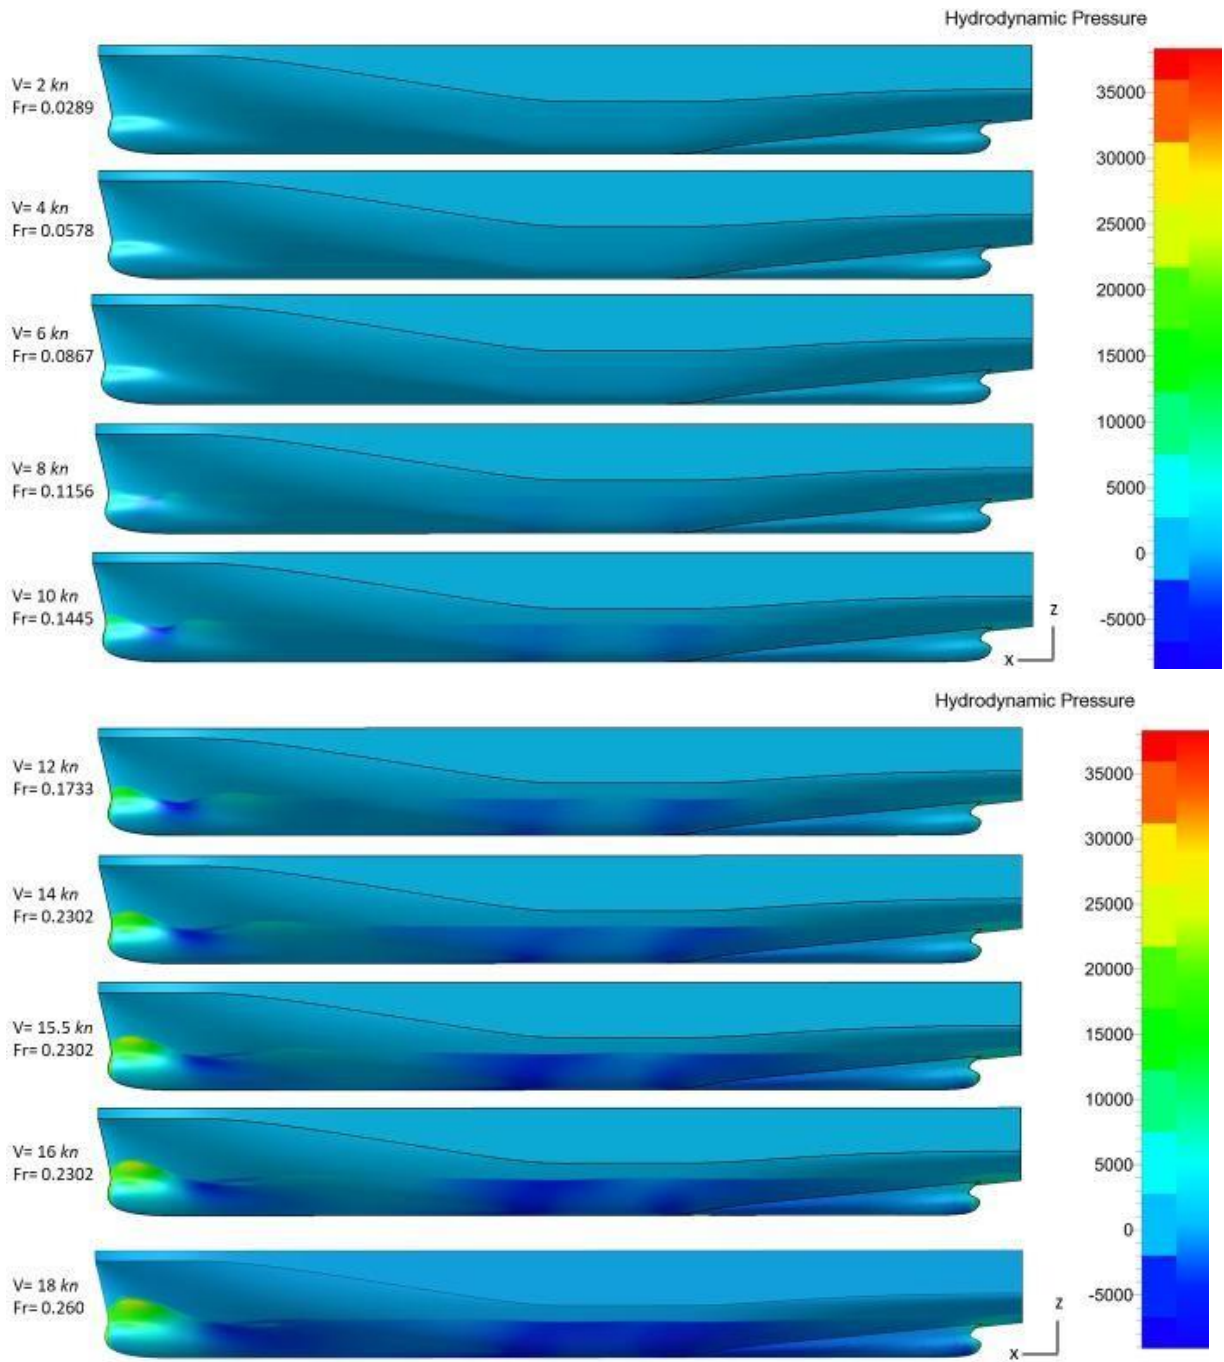 Hydrodynamic Pressure
V= 2 kn
Fr= 0.0289
V= 4 kn
Fr= 0.0578
V= 6 kn
Fr= 0.0867
V= 8 kn
Fr= 0.1156
V= 10 kn
Fr= 0.1445
z
x
35000
30000
25000
20000
15000
10000
5000
0
-5000
Hydrodynamic Pressure
V= 12 kn
Fr= 0.1733
V= 14 kn
Fr= 0.2302
V= 15.5 kn
Fr= 0.2302
V= 16 kn
Fr= 0.2302
V= 18 kn
Fr= 0.260
z
x
35000
30000
25000
20000
15000
10000
5000
0
-5000